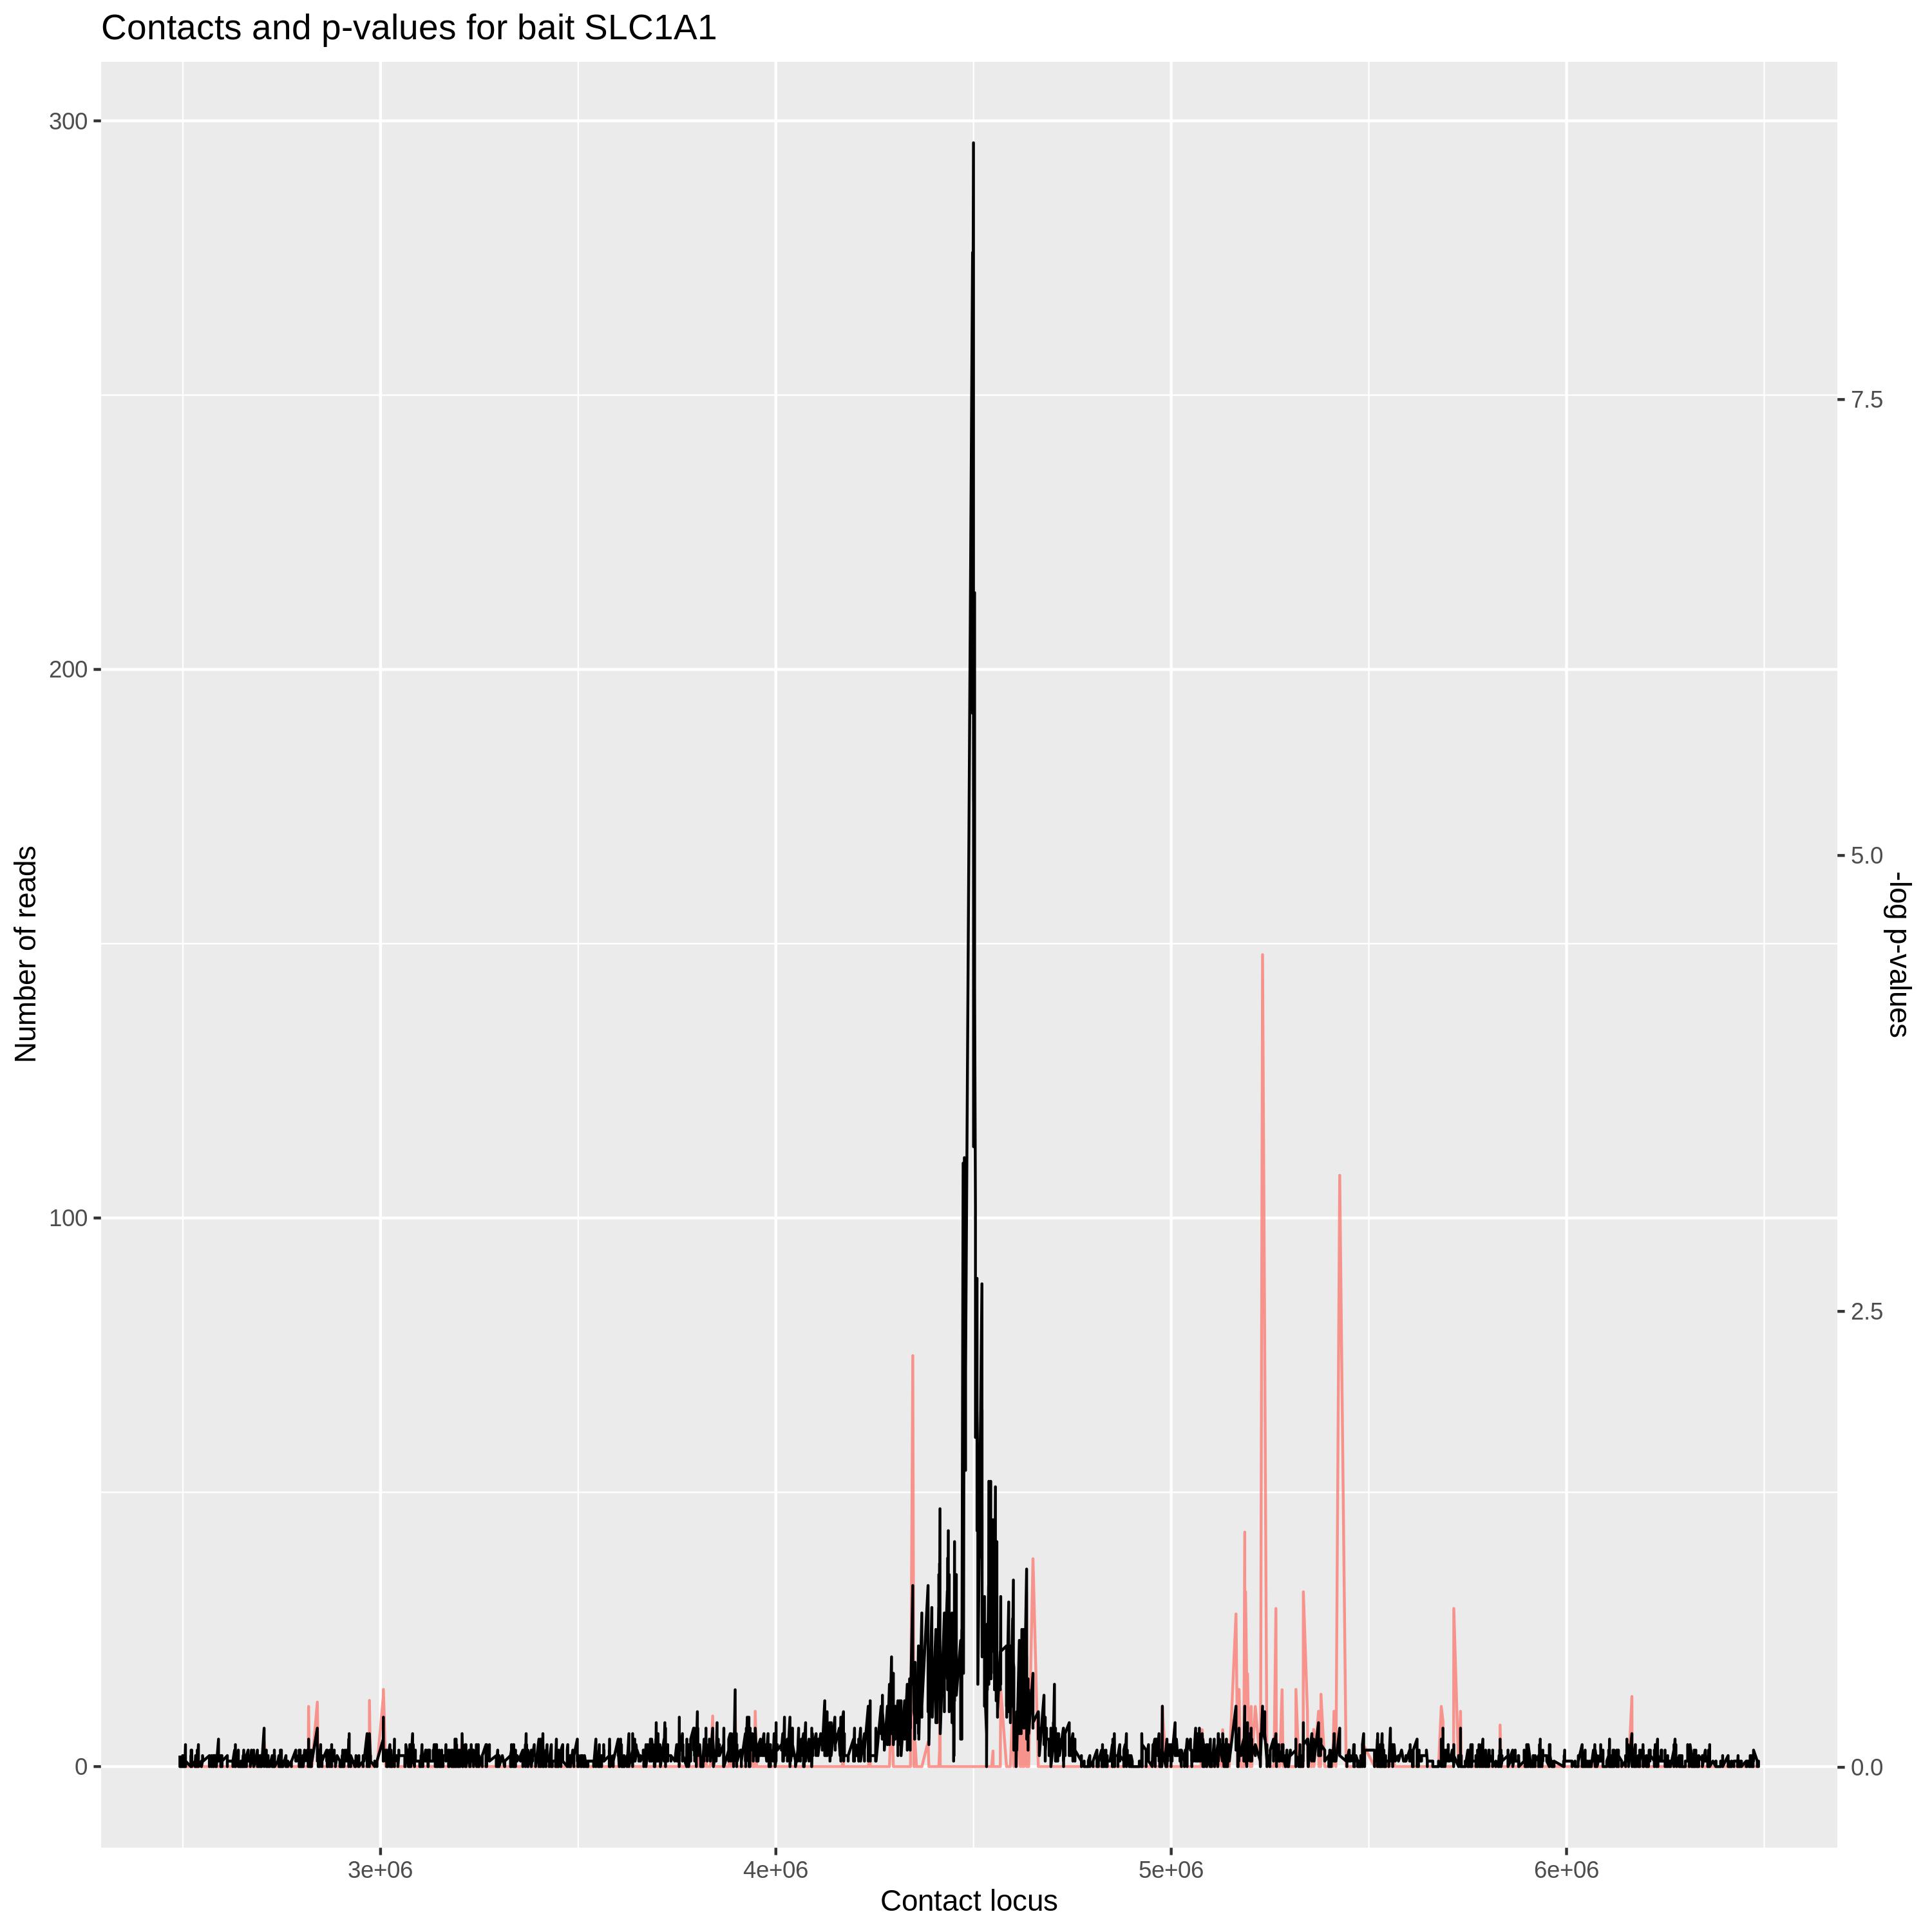 Contacts and p-values for bait SLC1A1
300
200
100
0
Number of reads
7.5
5.0
2.5
0.0
-log p-values
3e+06
4e+06
5e+06
6e+06
Contact locus